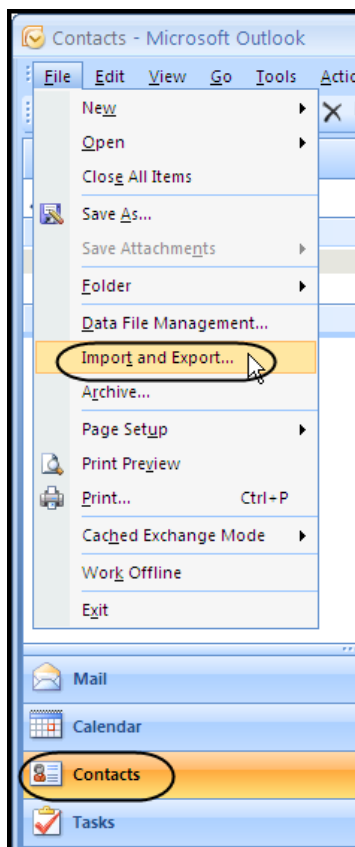 Contacts - Microsoft Outlook
File Edit View Go Tools Actic
New
Open
Close All Items
Save As...
Save Attachments
Folder
Data File Management...
Import and Export...
Archive...
Page Setup
Print Preview
Print... Ctrl+P
Cached Exchange Mode
Work Offline
Exit
Mail
Calendar
Contacts
Tasks